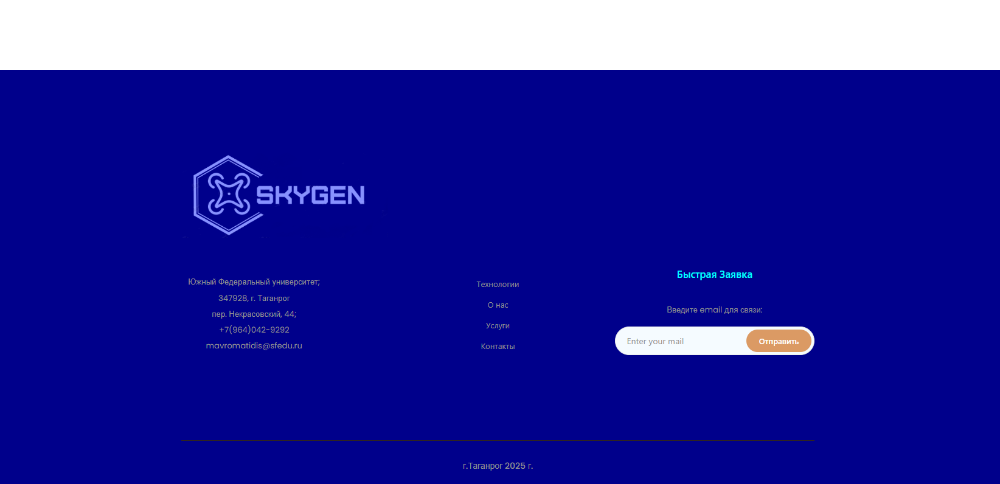 SKYGEN
Южный Федеральный университет;
347928, г. Таганрог
пер. Некрасовский, 44;
+7(964)042-9292
mavromatidis@sfedu.ru
Технологии
О нас
Услуги
Контакты
Быстрая Заявка
Введите email для связи:
Enter your mail
Отправить
г.Таганрог 2025 г.